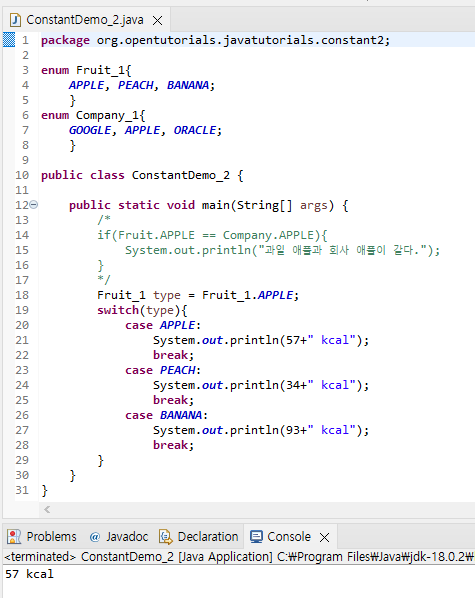 ConstantDemo_2.java
1 package org.opentutorials.javatutorials.constant2;
2
3 enum Fruit_1{
4 APPLE, PEACH, BANANA;
5 }
6 enum Company_1{
7 GOOGLE, APPLE, ORACLE;
8 }
9
10 public class ConstantDemo_2 {
11
12 public static void main(String[] args) {
13 /*
14 if(Fruit.APPLE == Company.APPLE){
15 System.out.println("과일 애플과 회사 애플이 같다.");
16 }
17 */
18 Fruit_1 type = Fruit_1.APPLE;
19 switch(type){
20 case APPLE:
21 System.out.println(57+" kcal");
22 break;
23 case PEACH:
24 System.out.println(34+" kcal");
25 break;
26 case BANANA:
27 System.out.println(93+" kcal");
28 break;
29 }
30 }
31 }
Problems @ Javadoc Declaration Console
<terminated> ConstantDemo_2 [Java Application] C:₩Program Files₩Java₩jdk-18.0.2₩
57 kcal